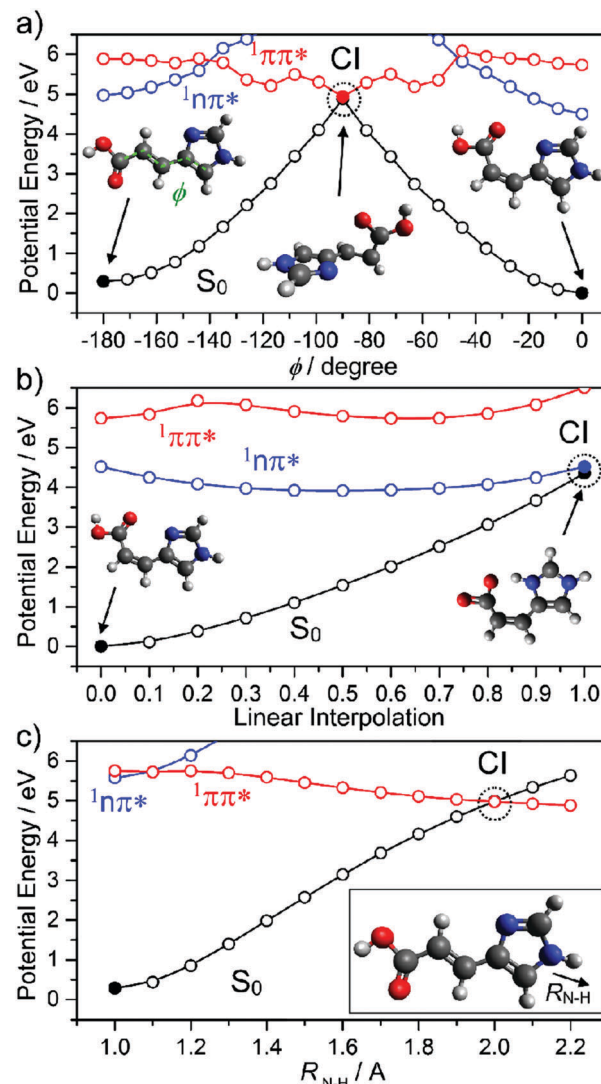 a)
Potential Energy / eV
6
5
4
3
2
1
0
¹ππ*
¹nπ*
CI
ϕ
S₀
-180 -160 -140 -120 -100 -80 -60 -40 -20 0
ϕ / degree
b)
Potential Energy / eV
6
5
4
3
2
1
0
¹ππ*
¹nπ*
CI
S₀
0.0 0.1 0.2 0.3 0.4 0.5 0.6 0.7 0.8 0.9 1.0
Linear Interpolation
c)
Potential Energy / eV
6
5
4
3
2
1
0
¹nπ*
¹ππ*
CI
S₀
R_N-H
1.0 1.2 1.4 1.6 1.8 2.0 2.2
R_N-H / A